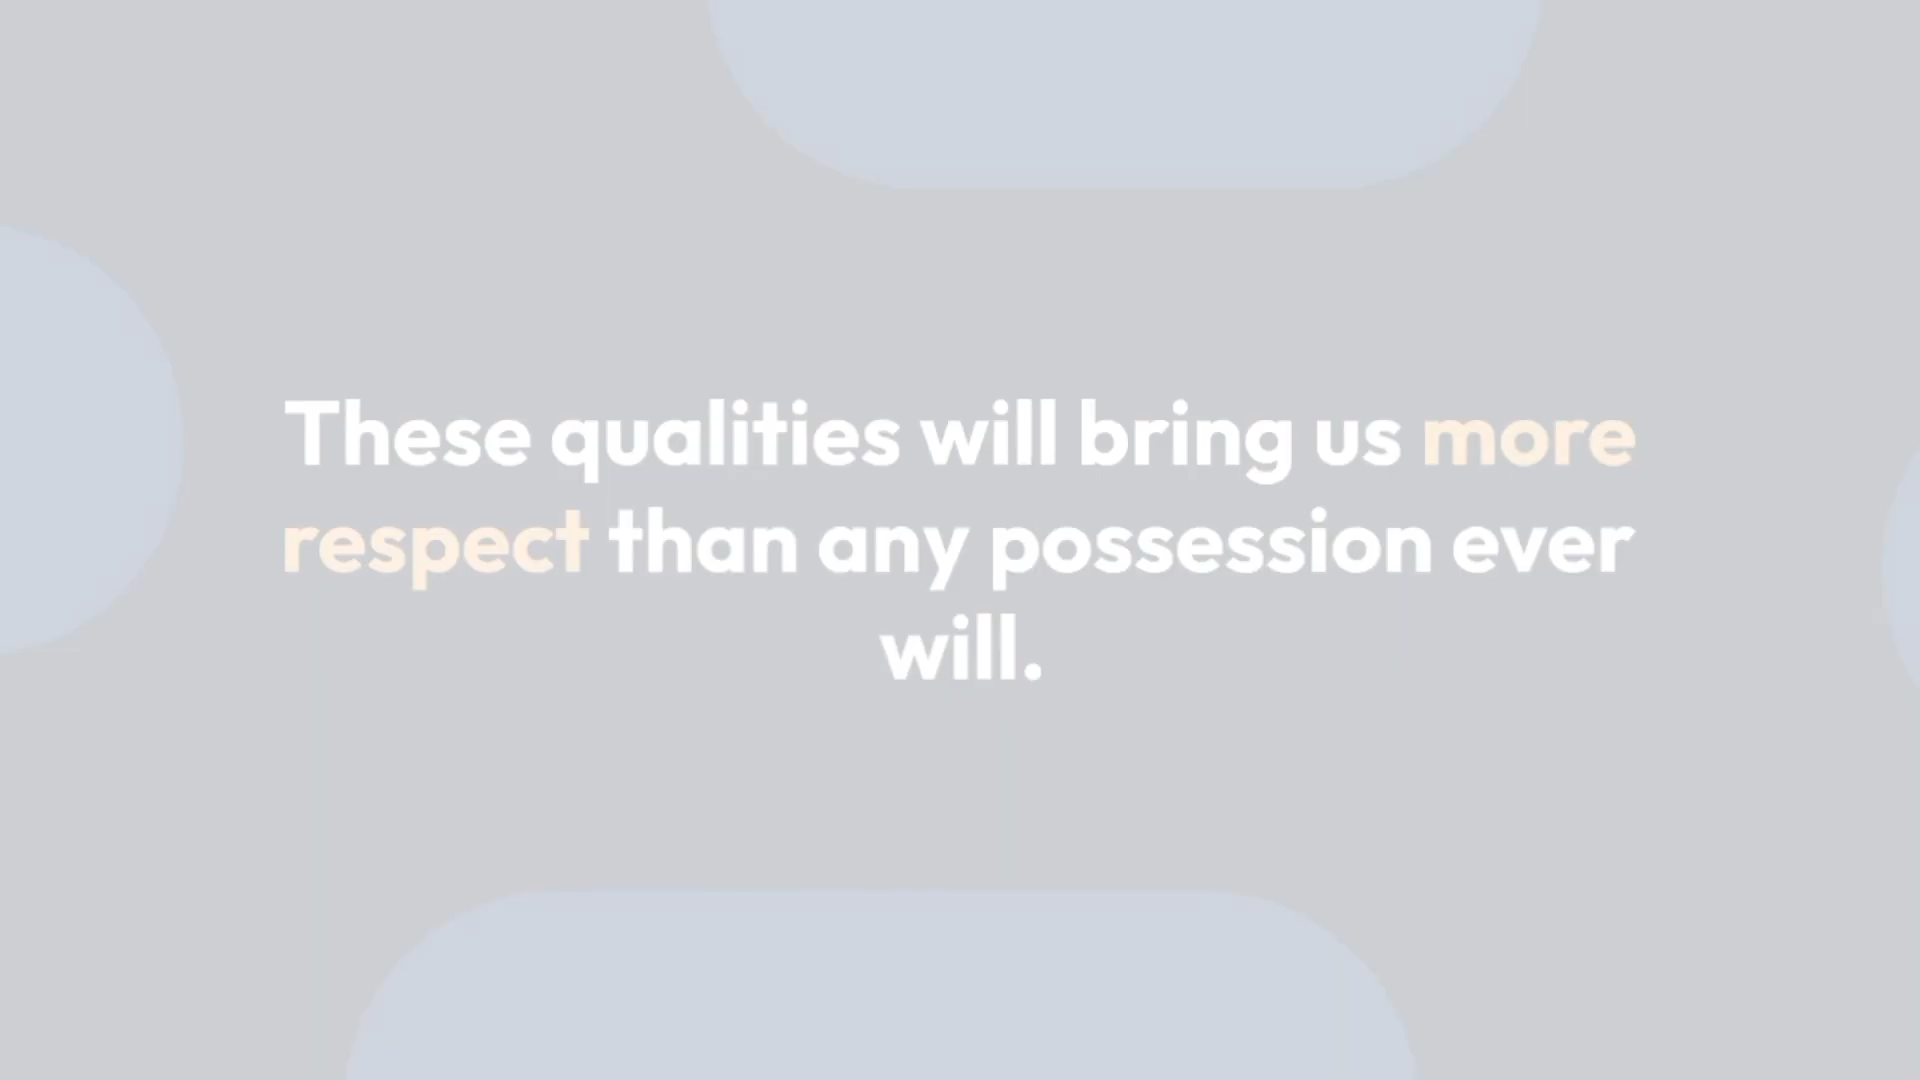 These qualities will bring us more
respect than any possession ever
will.